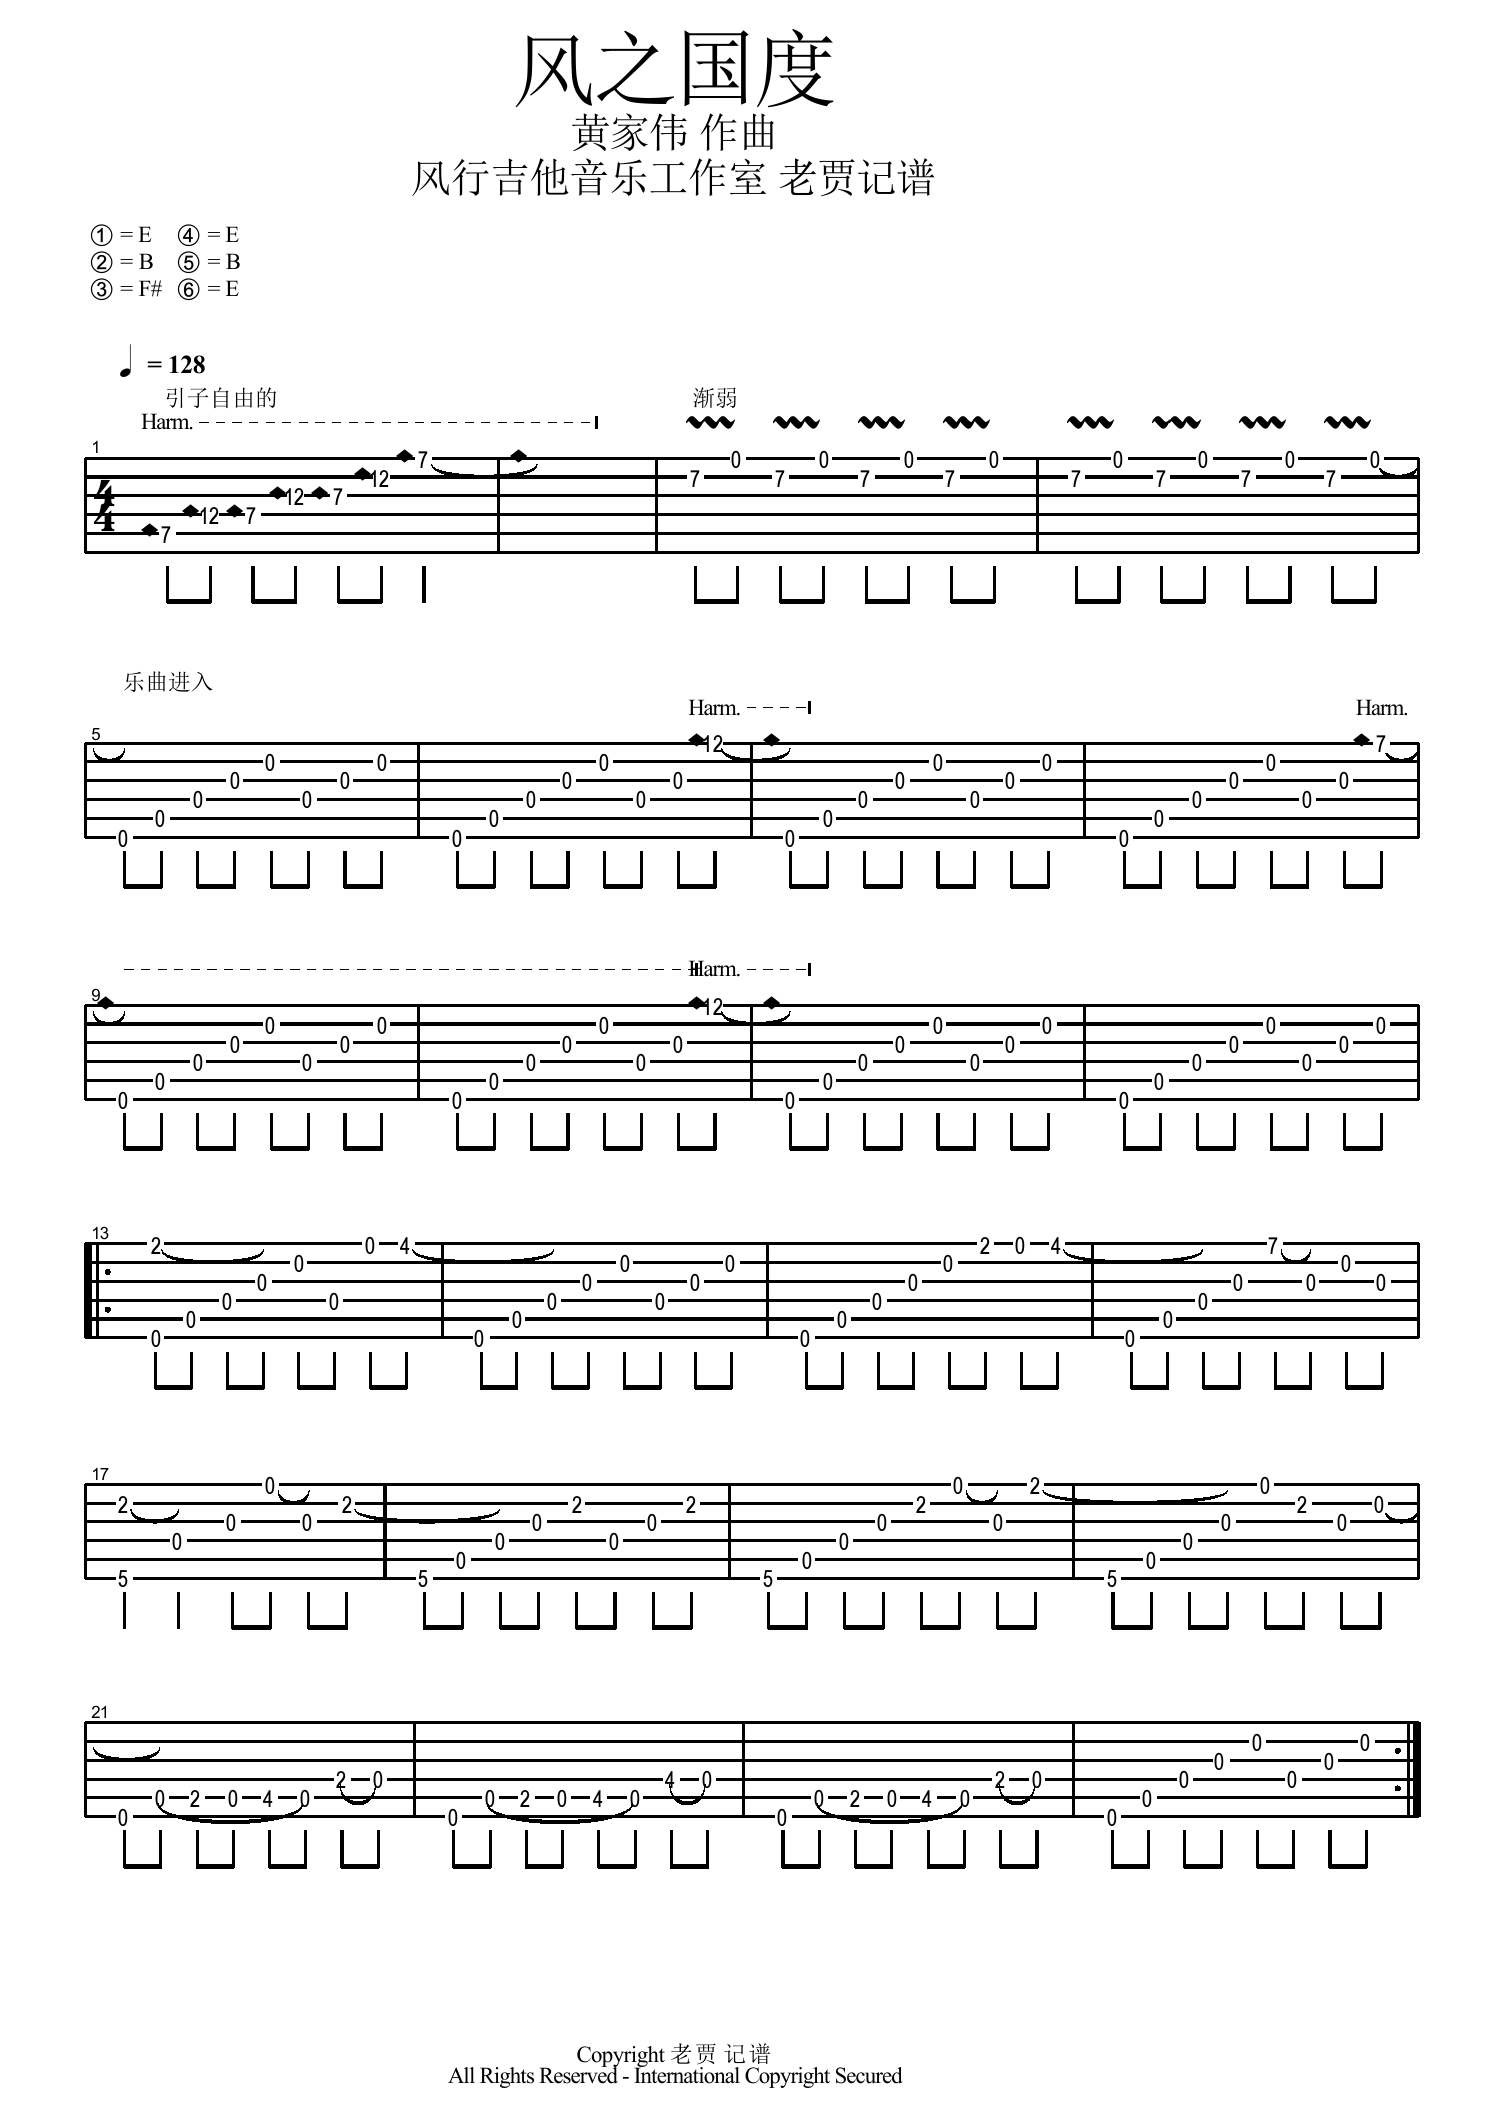 风之国度
黄家伟 作曲
风行吉他音乐工作室 老贾记谱
① = E ④ = E
② = B ⑤ = B
③ = F# ⑥ = E
= 128
引子自由的 渐弱
Harm.
1
4
4
7 12 7 12 7 12 7 7 0 7 0 7 0 7 0 7 0 7 0 7 0 7 0
乐曲进入
Harm. Harm.
5
0 0 0 0 0 0 0 0 0 0 0 0 0 0 0 12 0 0 0 0 0 0 0 0 0 0 0 0 0 0 0 7
Harm.
9
0 0 0 0 0 0 0 0 0 0 0 0 0 0 0 12 0 0 0 0 0 0 0 0 0 0 0 0 0 0 0 0
13
2 0 0 0 0 0 0 0 4 0 0 0 0 0 0 0 0 0 0 0 0 0 2 0 4 0 0 0 0 7 0 0 0
17
2 5 0 0 0 0 2 5 0 0 0 2 0 0 2 5 0 0 0 2 0 0 2 5 0 0 0 0 2 0 0
21
0 0 2 0 4 0 2 0 0 0 2 0 4 0 4 0 0 0 2 0 4 0 2 0 0 0 0 0 0 0 0 0
Copyright 老贾 记谱
All Rights Reserved - International Copyright Secured